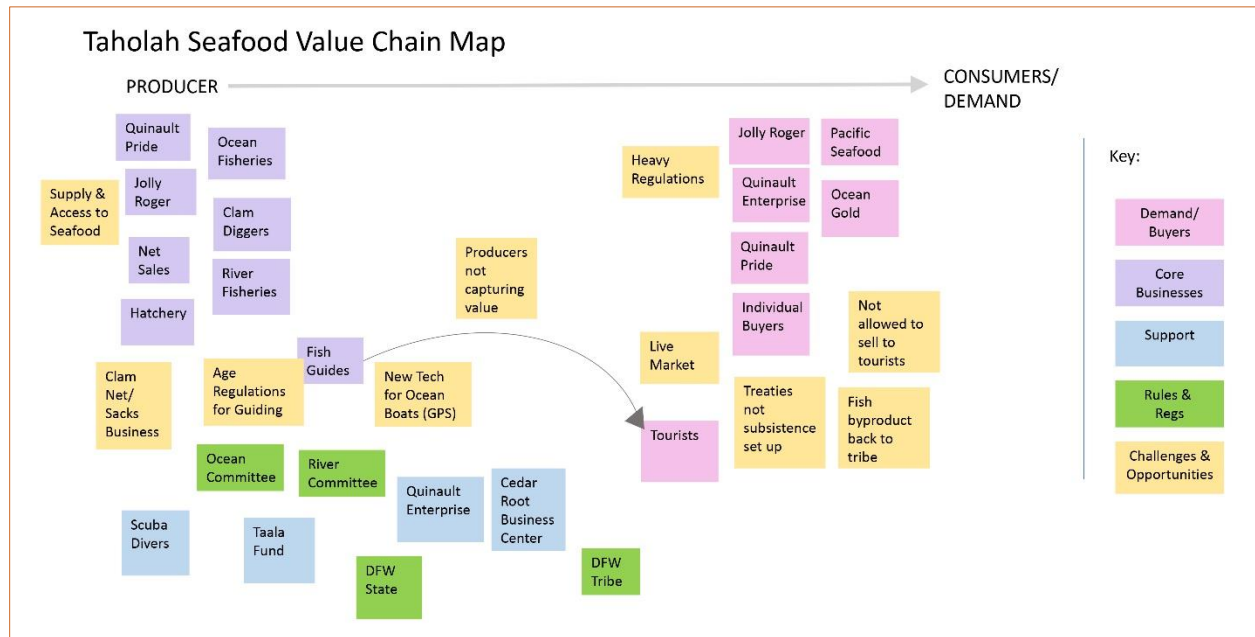 Taholah Seafood Value Chain Map
PRODUCER
CONSUMERS/
DEMAND
Quinault
Pride
Ocean
Fisheries
Supply &
Access to
Seafood
Jolly
Roger
Clam
Diggers
Net
Sales
River
Fisheries
Hatchery
Fish
Guides
Clam
Net/
Sacks
Business
Age
Regulations
for Guiding
New Tech
for Ocean
Boats (GPS)
Producers
not
capturing
value
Ocean
Committee
River
Committee
Quinault
Enterprise
Cedar
Root
Business
Center
Scuba
Divers
Taala
Fund
DFW
State
DFW
Tribe
Heavy
Regulations
Jolly Roger
Pacific
Seafood
Quinault
Enterprise
Ocean
Gold
Quinault
Pride
Individual
Buyers
Live
Market
Not
allowed to
sell to
tourists
Tourists
Treaties
not
subsistence
set up
Fish
byproduct
back to
tribe
Key:
Demand/
Buyers
Core
Businesses
Support
Rules &
Regs
Challenges &
Opportunities